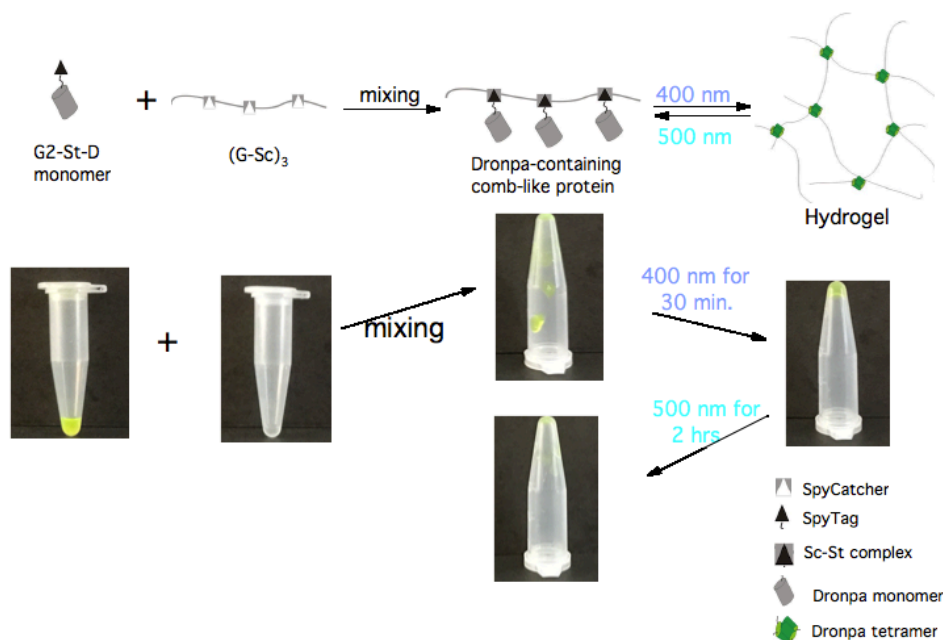 +
mixing
400 nm
500 nm
G2-St-D
monomer
(G-Sc)3
Dronpa-containing
comb-like protein
Hydrogel
+
mixing
400 nm for
30 min.
500 nm for
2 hrs
SpyCatcher
SpyTag
Sc-St complex
Dronpa monomer
Dronpa tetramer